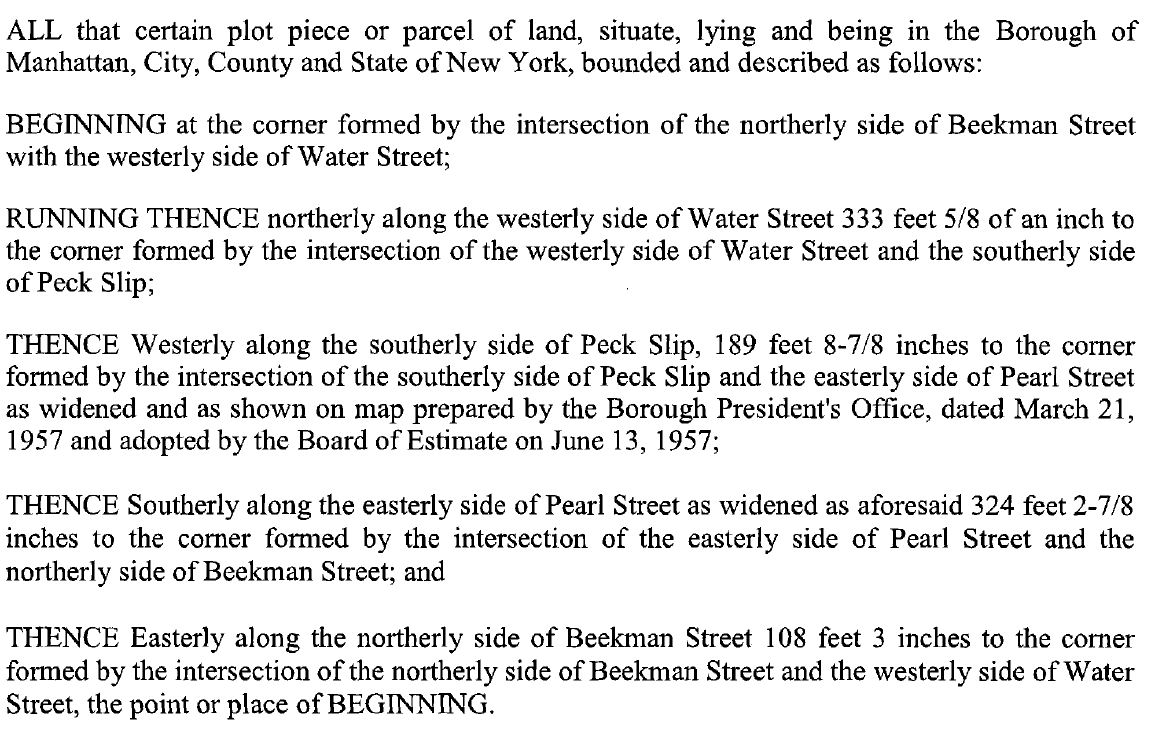 ALL that certain plot piece or parcel of land, situate, lying and being in the Borough of
Manhattan, City, County and State of New York, bounded and described as follows:
BEGINNING at the corner formed by the intersection of the northerly side of Beekman Street
with the westerly side of Water Street;
RUNNING THENCE northerly along the westerly side of Water Street 333 feet 5/8 of an inch to
the corner formed by the intersection of the westerly side of Water Street and the southerly side
of Peck Slip;
THENCE Westerly along the southerly side of Peck Slip, 189 feet 8-7/8 inches to the corner
formed by the intersection of the southerly side of Peck Slip and the easterly side of Pearl Street
as widened and as shown on map prepared by the Borough President's Office, dated March 21,
1957 and adopted by the Board of Estimate on June 13, 1957;
THENCE Southerly along the easterly side of Pearl Street as widened as aforesaid 324 feet 2-7/8
inches to the corner formed by the intersection of the easterly side of Pearl Street and the
northerly side of Beekman Street; and
THENCE Easterly along the northerly side of Beekman Street 108 feet 3 inches to the corner
formed by the intersection of the northerly side of Beekman Street and the westerly side of Water
Street, the point or place of BEGINNING.